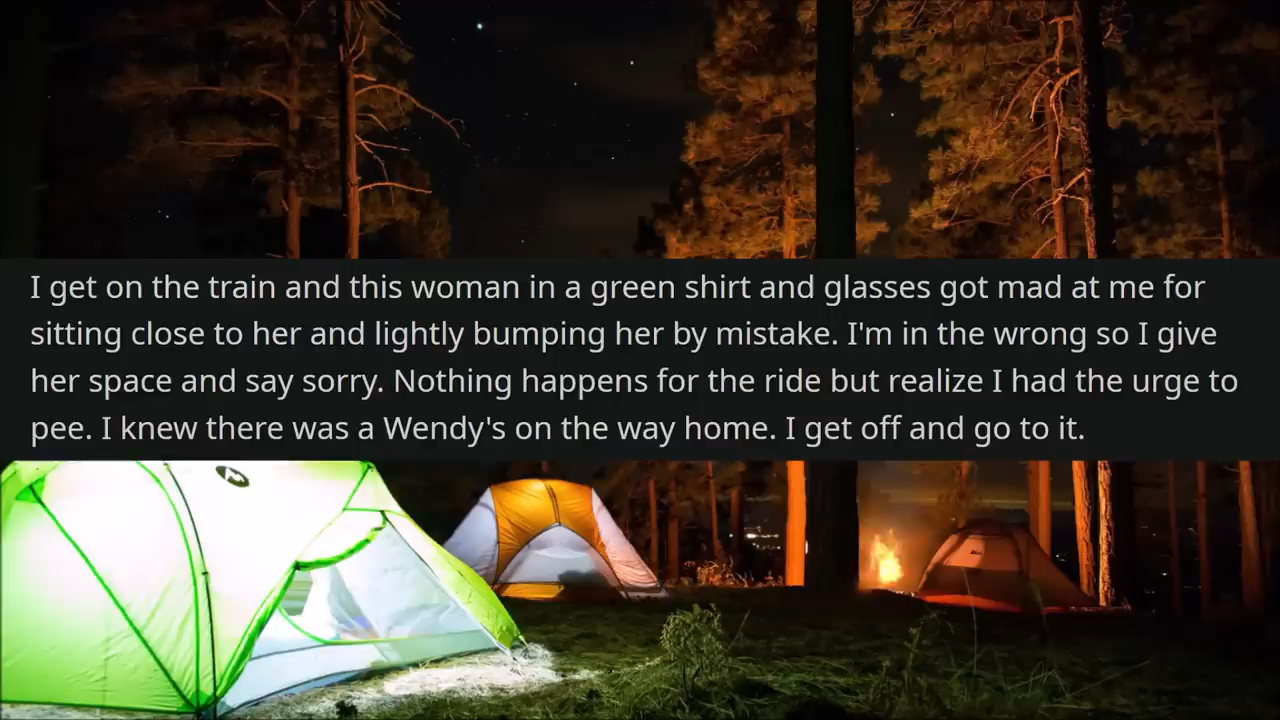 I get on the train and this woman in a green shirt and glasses got mad at me for
sitting close to her and lightly bumping her by mistake. I'm in the wrong so I give
her space and say sorry. Nothing happens for the ride but realize I had the urge to
pee. I knew there was a Wendy's on the way home. I get off and go to it.